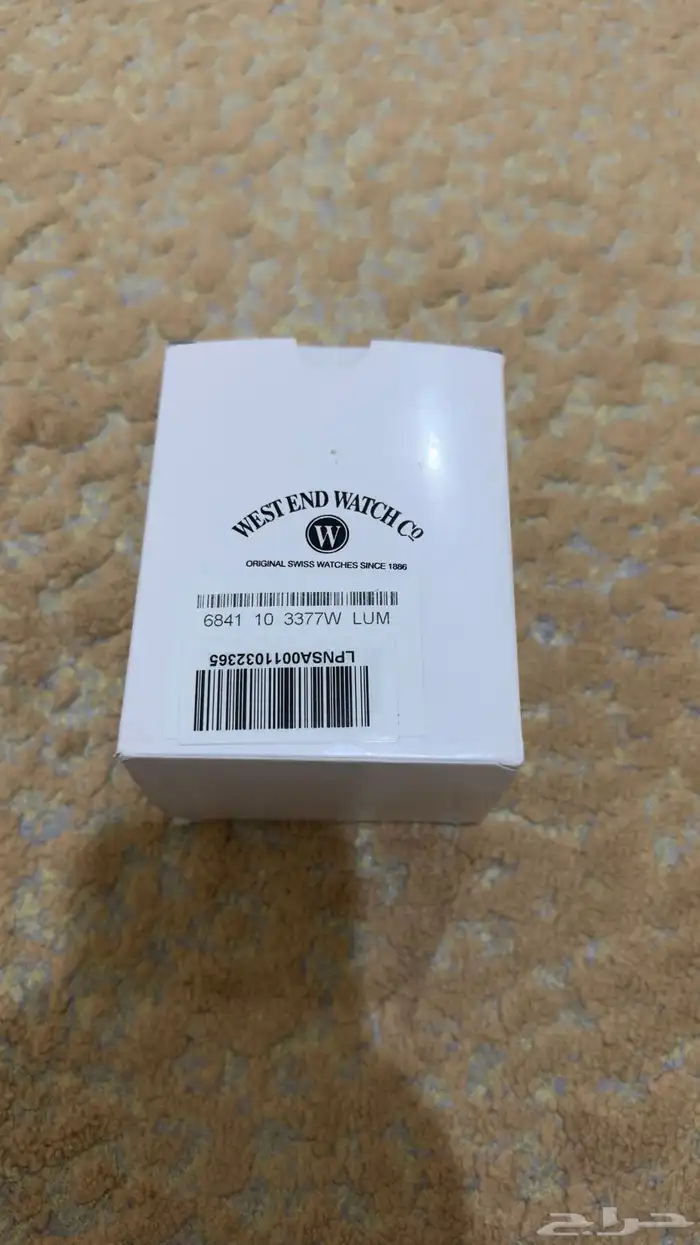 WEST END WATCH Co
W
ORIGINAL SWISS WATCHES SINCE 1886
6841 10 3377W LUM
LPNSA0011032365
حراج